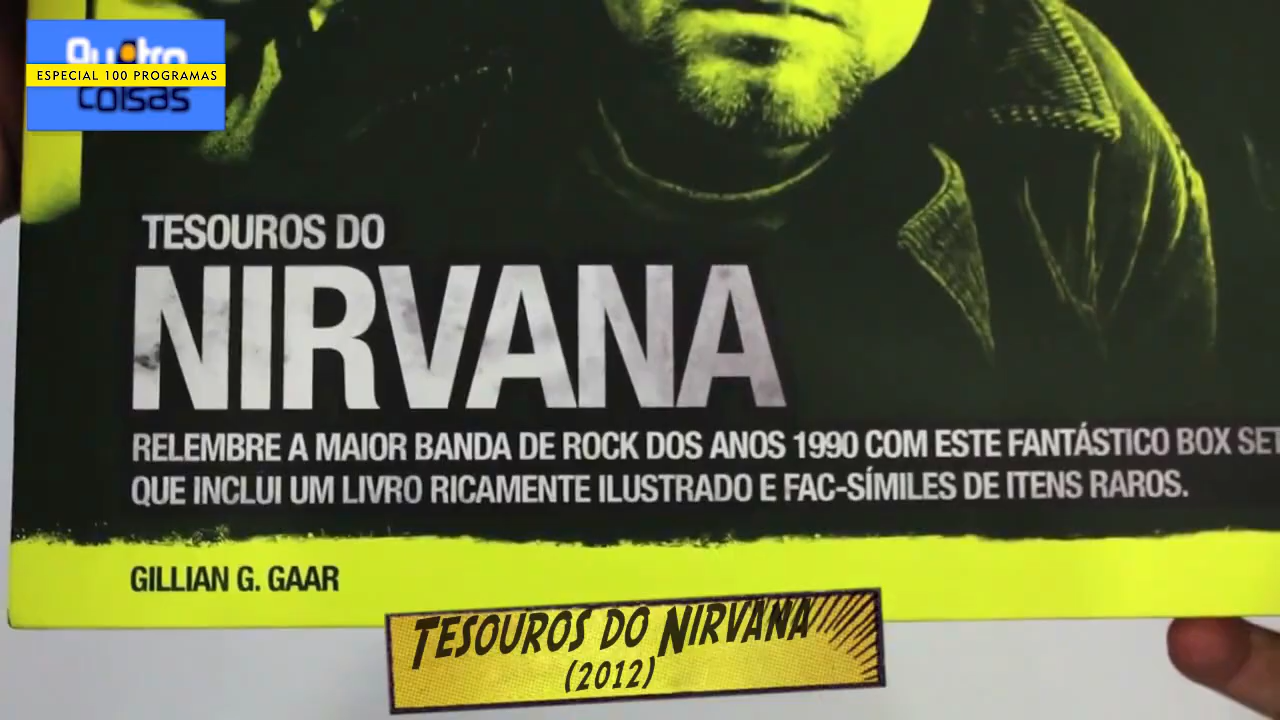 Quatro
ESPECIAL 100 PROGRAMAS
coisas
TESOUROS DO
NIRVANA
RELEMBRE A MAIOR BANDA DE ROCK DOS ANOS 1990 COM ESTE FANTÁSTICO BOX SET
QUE INCLUI UM LIVRO RICAMENTE ILUSTRADO E FAC-SÍMILES DE ITENS RAROS.
GILLIAN G. GAAR
TESOUROS DO NIRVANA
(2012)